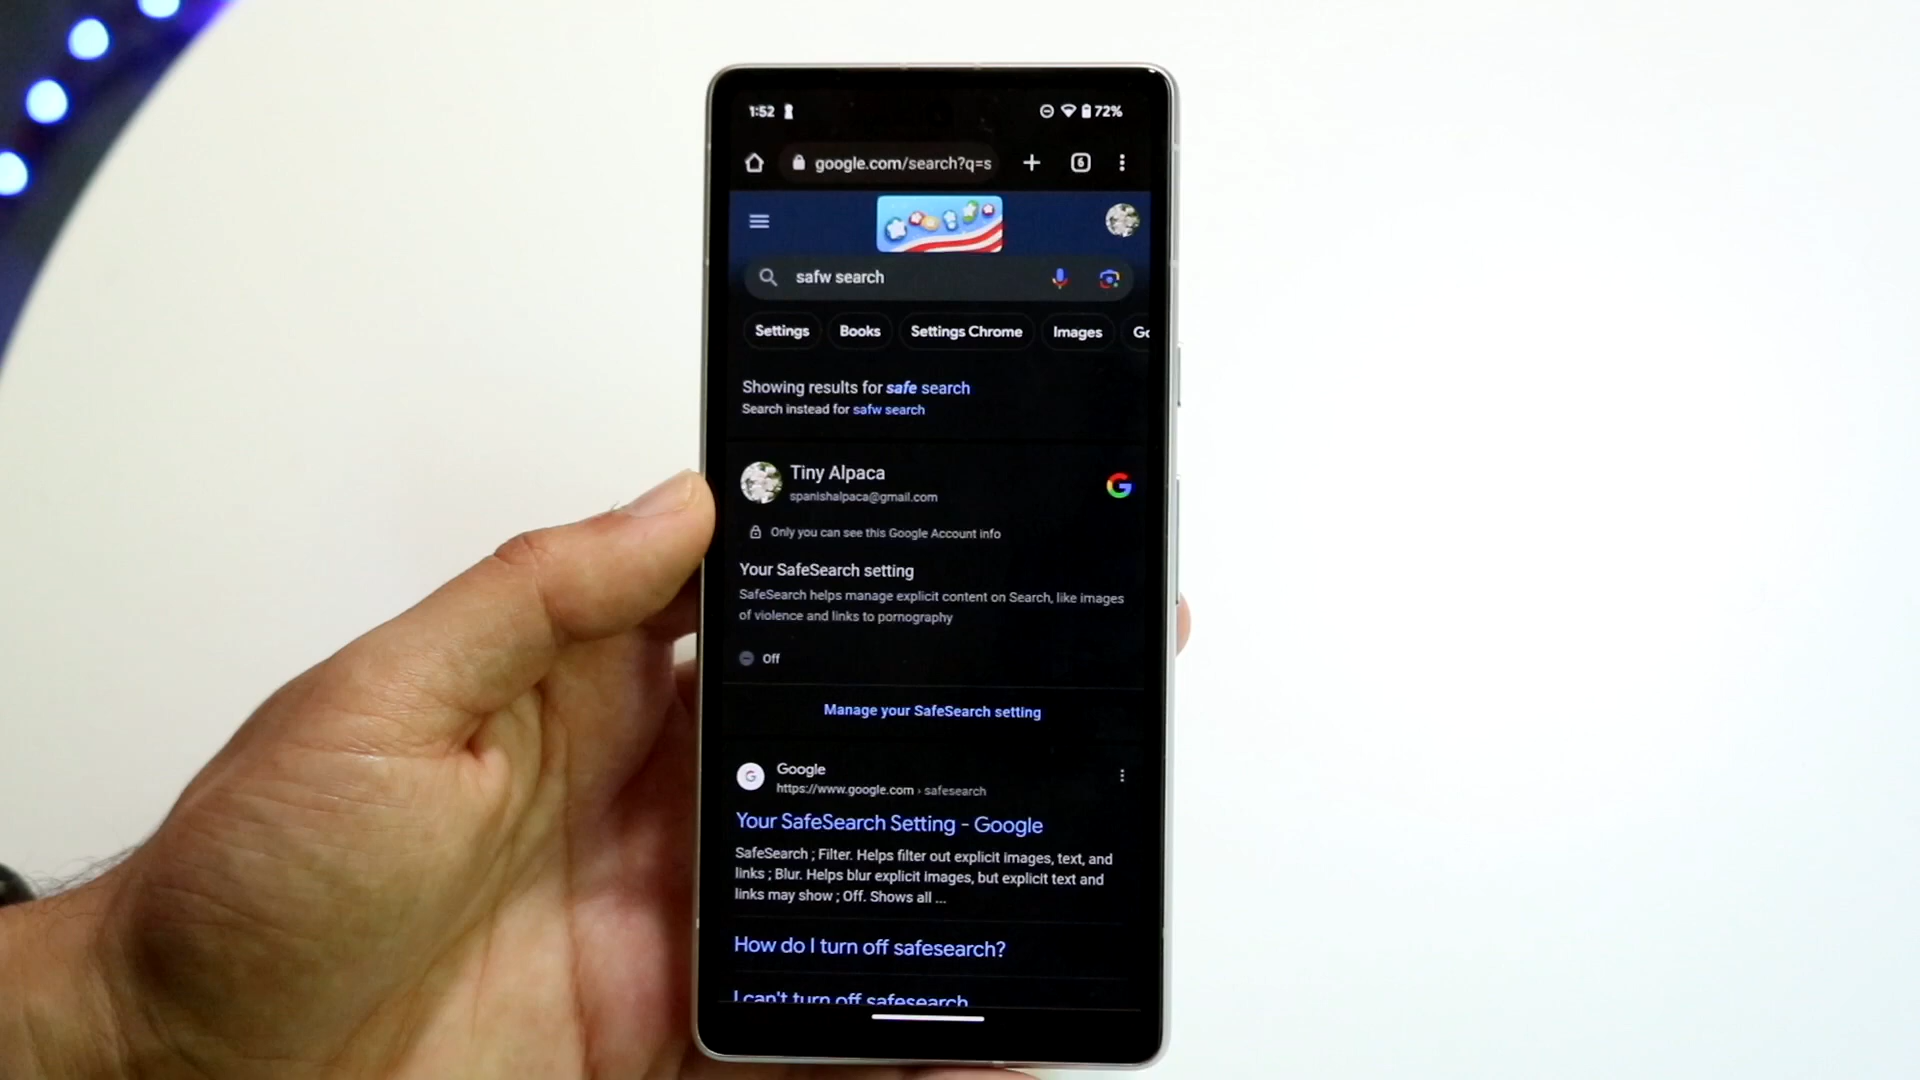 1:52 72%
google.com/search?q=s 6
safw search
Settings Books Settings Chrome Images
Showing results for safe search
Search instead for safw search
Tiny Alpaca
spanishalpaca@gmail.com
Only you can see this Google Account info
Your SafeSearch setting
SafeSearch helps manage explicit content on Search, like images
of violence and links to pornography
Off
Manage your SafeSearch setting
Google
https://www.google.com › safesearch
Your SafeSearch Setting - Google
SafeSearch ; Filter. Helps filter out explicit images, text, and
links ; Blur. Helps blur explicit images, but explicit text and
links may show ; Off. Shows all ...
How do I turn off safesearch?
I can't turn off safesearch